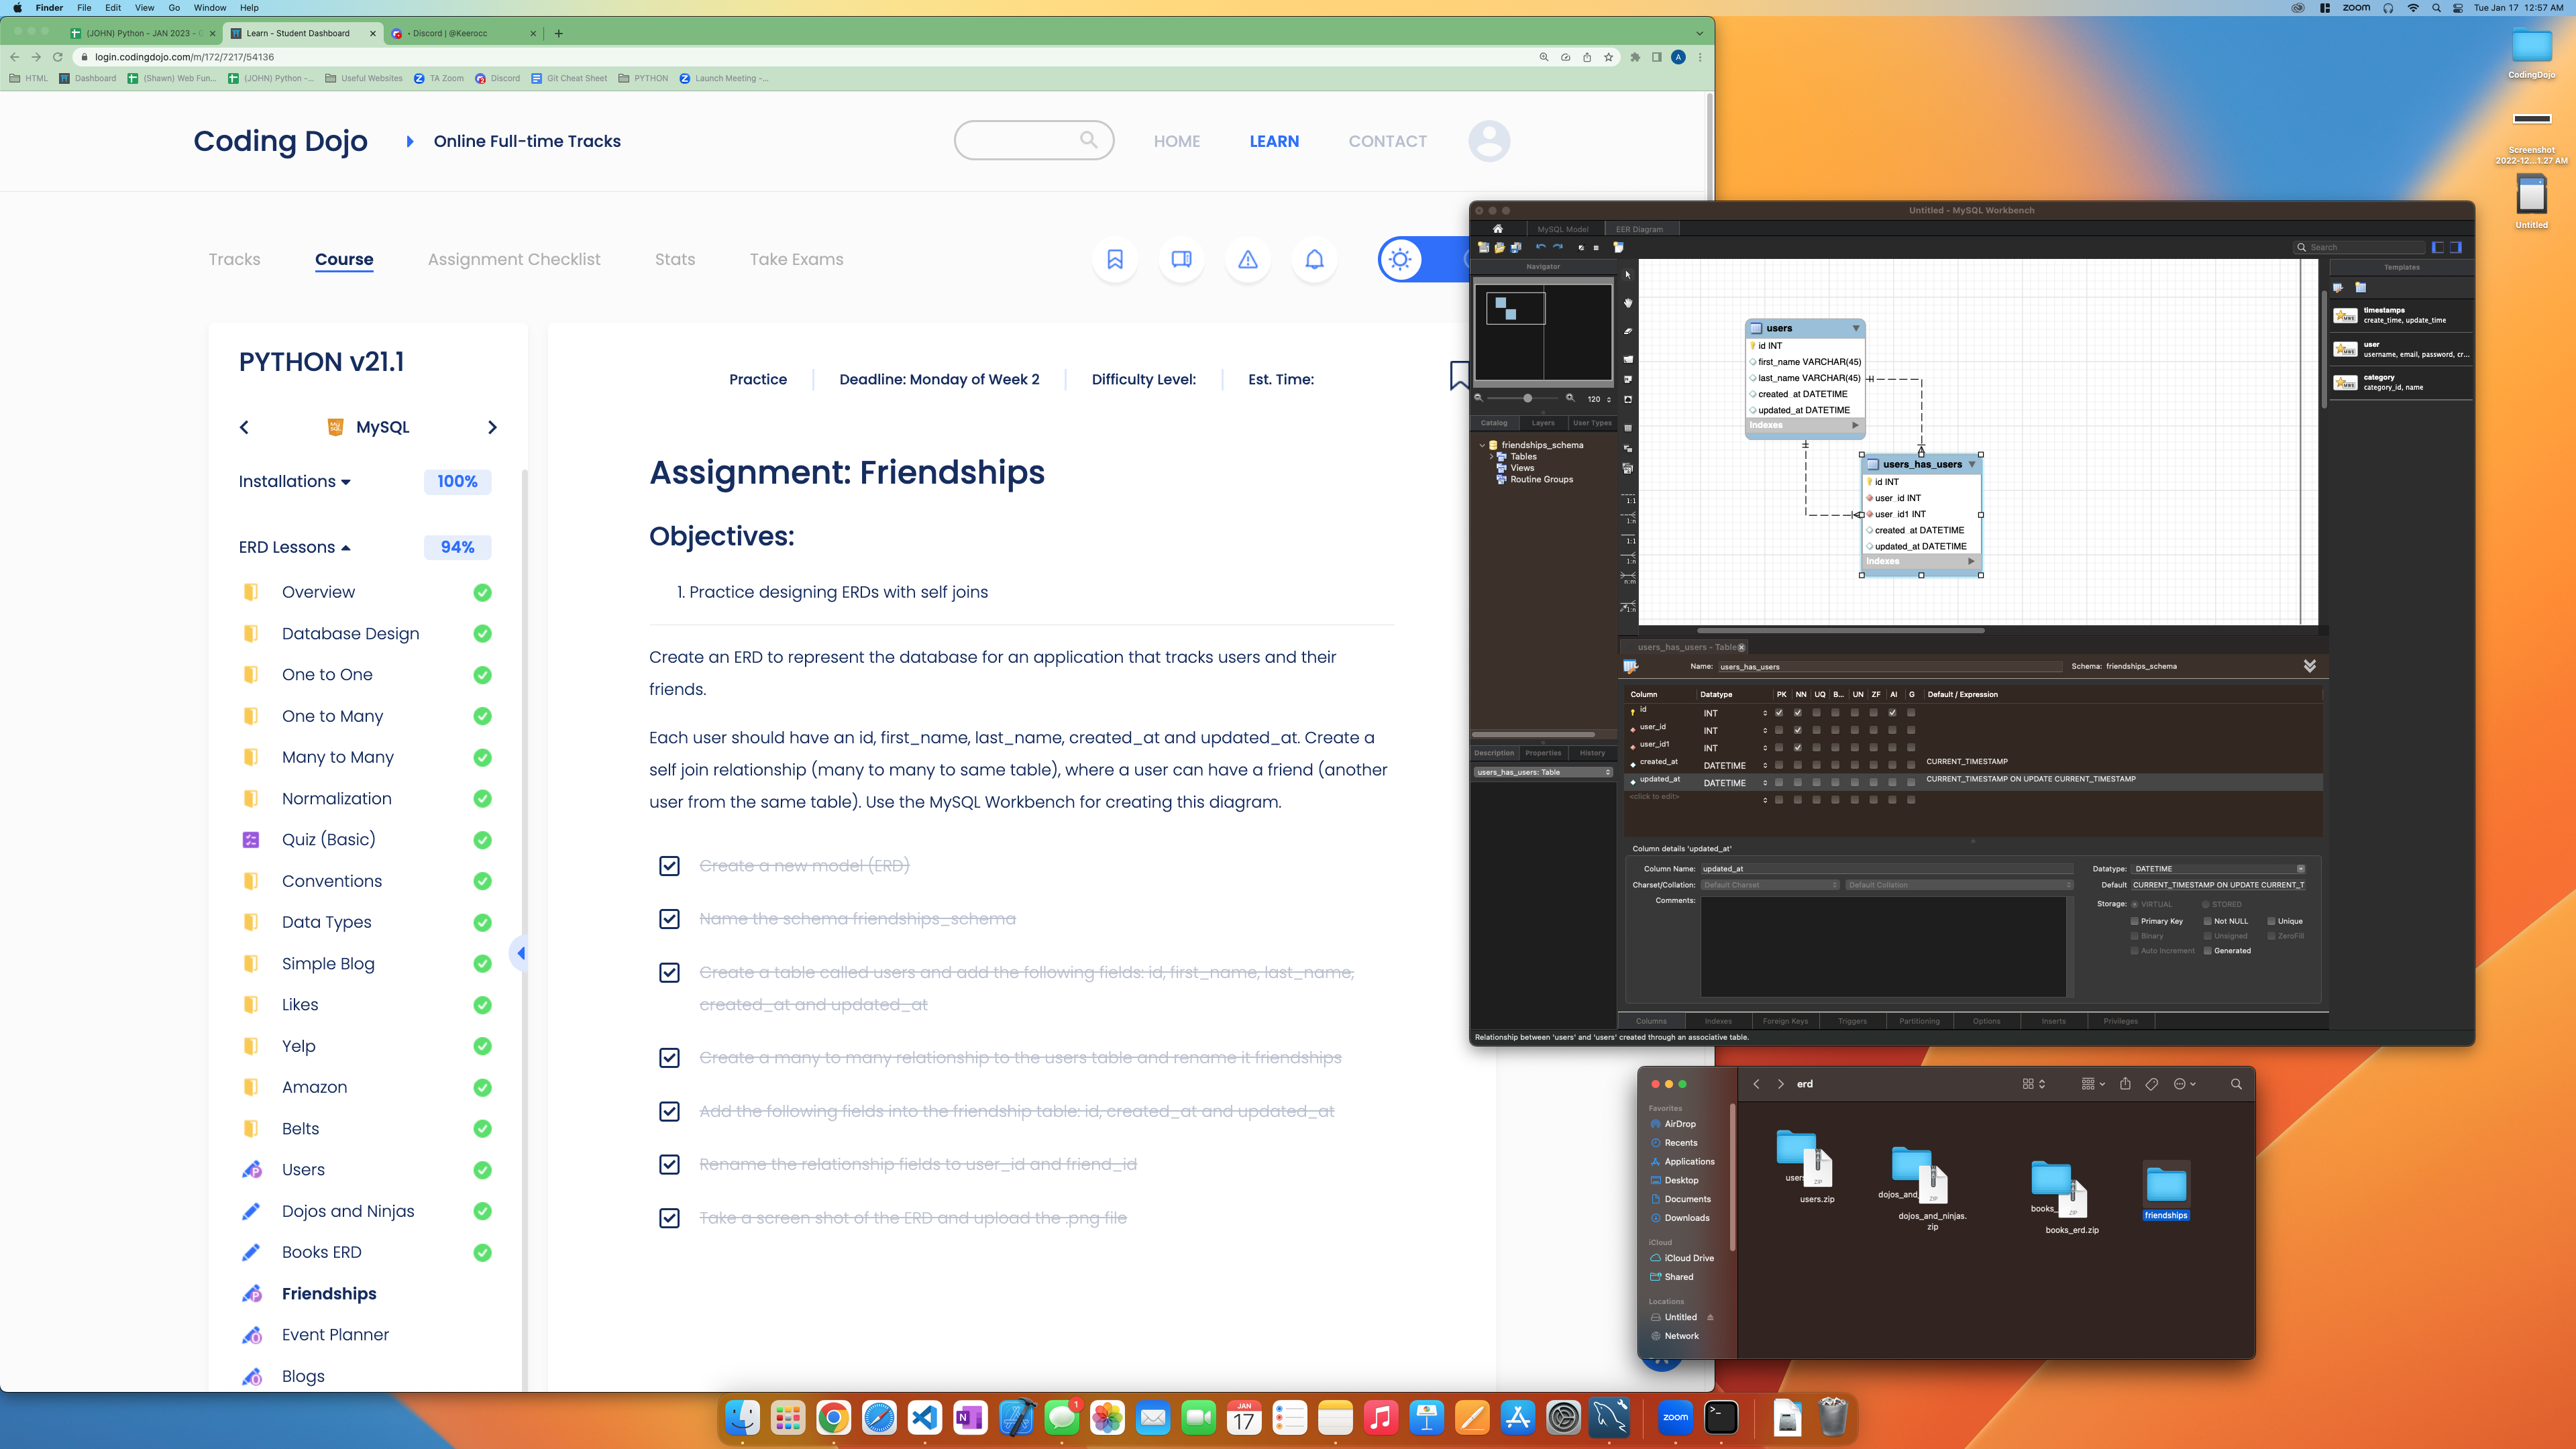 Finder File Edit View Go Window Help
zoom Tue Jan 17 12:57 AM
(JOHN) Python - JAN 2023 - Learn - Student Dashboard • Discord | @Keerocc
login.codingdojo.com/m/172/7217/54136
HTML Dashboard (Shawn) Web Fun... (JOHN) Python -... Useful Websites TA Zoom Discord Git Cheat Sheet PYTHON Launch Meeting -...
Coding Dojo Online Full-time Tracks HOME LEARN CONTACT
Tracks Course Assignment Checklist Stats Take Exams
PYTHON v21.1
MySQL
Installations 100%
ERD Lessons 94%
Overview
Database Design
One to One
One to Many
Many to Many
Normalization
Quiz (Basic)
Conventions
Data Types
Simple Blog
Likes
Yelp
Amazon
Belts
Users
Dojos and Ninjas
Books ERD
Friendships
Event Planner
Blogs
Practice Deadline: Monday of Week 2 Difficulty Level: Est. Time:
Assignment: Friendships
Objectives:
1. Practice designing ERDs with self joins
Create an ERD to represent the database for an application that tracks users and their
friends.
Each user should have an id, first_name, last_name, created_at and updated_at. Create a
self join relationship (many to many to same table), where a user can have a friend (another
user from the same table). Use the MySQL Workbench for creating this diagram.
Create a new model (ERD)
Name the schema friendships_schema
Create a table called users and add the following fields: id, first_name, last_name,
created_at and updated_at
Create a many to many relationship to the users table and rename it friendships
Add the following fields into the friendship table: id, created_at and updated_at
Rename the relationship fields to user_id and friend_id
Take a screen shot of the ERD and upload the .png file
Untitled - MySQL Workbench
MySQL Model EER Diagram
Search
Navigator
120
Catalog Layers User Types
friendships_schema
Tables
Views
Routine Groups
Description Properties History
users_has_users: Table
1:1
1:n
1:1
1:n
n:m
1:n
users
id INT
first_name VARCHAR(45)
last_name VARCHAR(45)
created_at DATETIME
updated_at DATETIME
Indexes
users_has_users
id INT
user_id INT
user_id1 INT
created_at DATETIME
updated_at DATETIME
Indexes
Templates
timestamps
create_time, update_time
user
username, email, password, cr...
category
category_id, name
users_has_users - Table
Name: users_has_users Schema: friendships_schema
Column Datatype PK NN UQ B... UN ZF AI G Default / Expression
id INT
user_id INT
user_id1 INT
created_at DATETIME CURRENT_TIMESTAMP
updated_at DATETIME CURRENT_TIMESTAMP ON UPDATE CURRENT_TIMESTAMP
<click to edit>
Column details 'updated_at'
Column Name: updated_at Datatype: DATETIME
Charset/Collation: Default Charset Default Collation Default CURRENT_TIMESTAMP ON UPDATE CURRENT_T
Comments: Storage: VIRTUAL STORED
Primary Key Not NULL Unique
Binary Unsigned ZeroFill
Auto Increment Generated
Columns Indexes Foreign Keys Triggers Partitioning Options Inserts Privileges
Relationship between 'users' and 'users' created through an associative table.
erd
Favorites
AirDrop
Recents
Applications
Desktop
Documents
Downloads
iCloud
iCloud Drive
Shared
Locations
Untitled
Network
users.zip
dojos_and_ninjas.
zip
books_
books_erd.zip
friendships
CodingDojo
Screenshot
2022-12...1.27 AM
Untitled
JAN
17
1
zoom